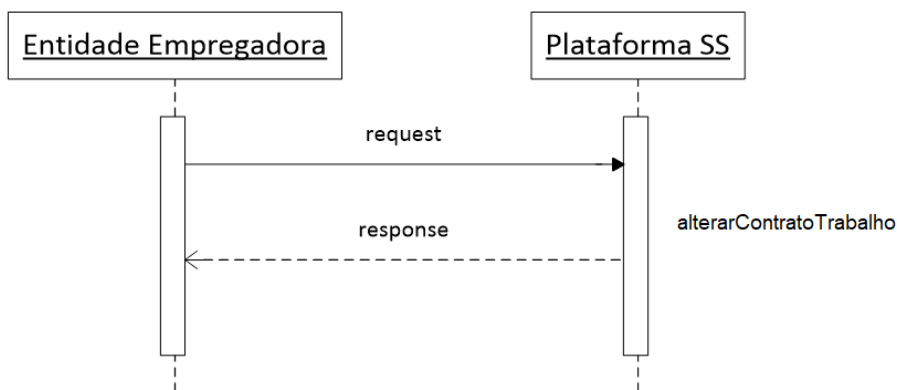 Entidade Empregadora
Plataforma SS
request
response
alterarContratoTrabalho